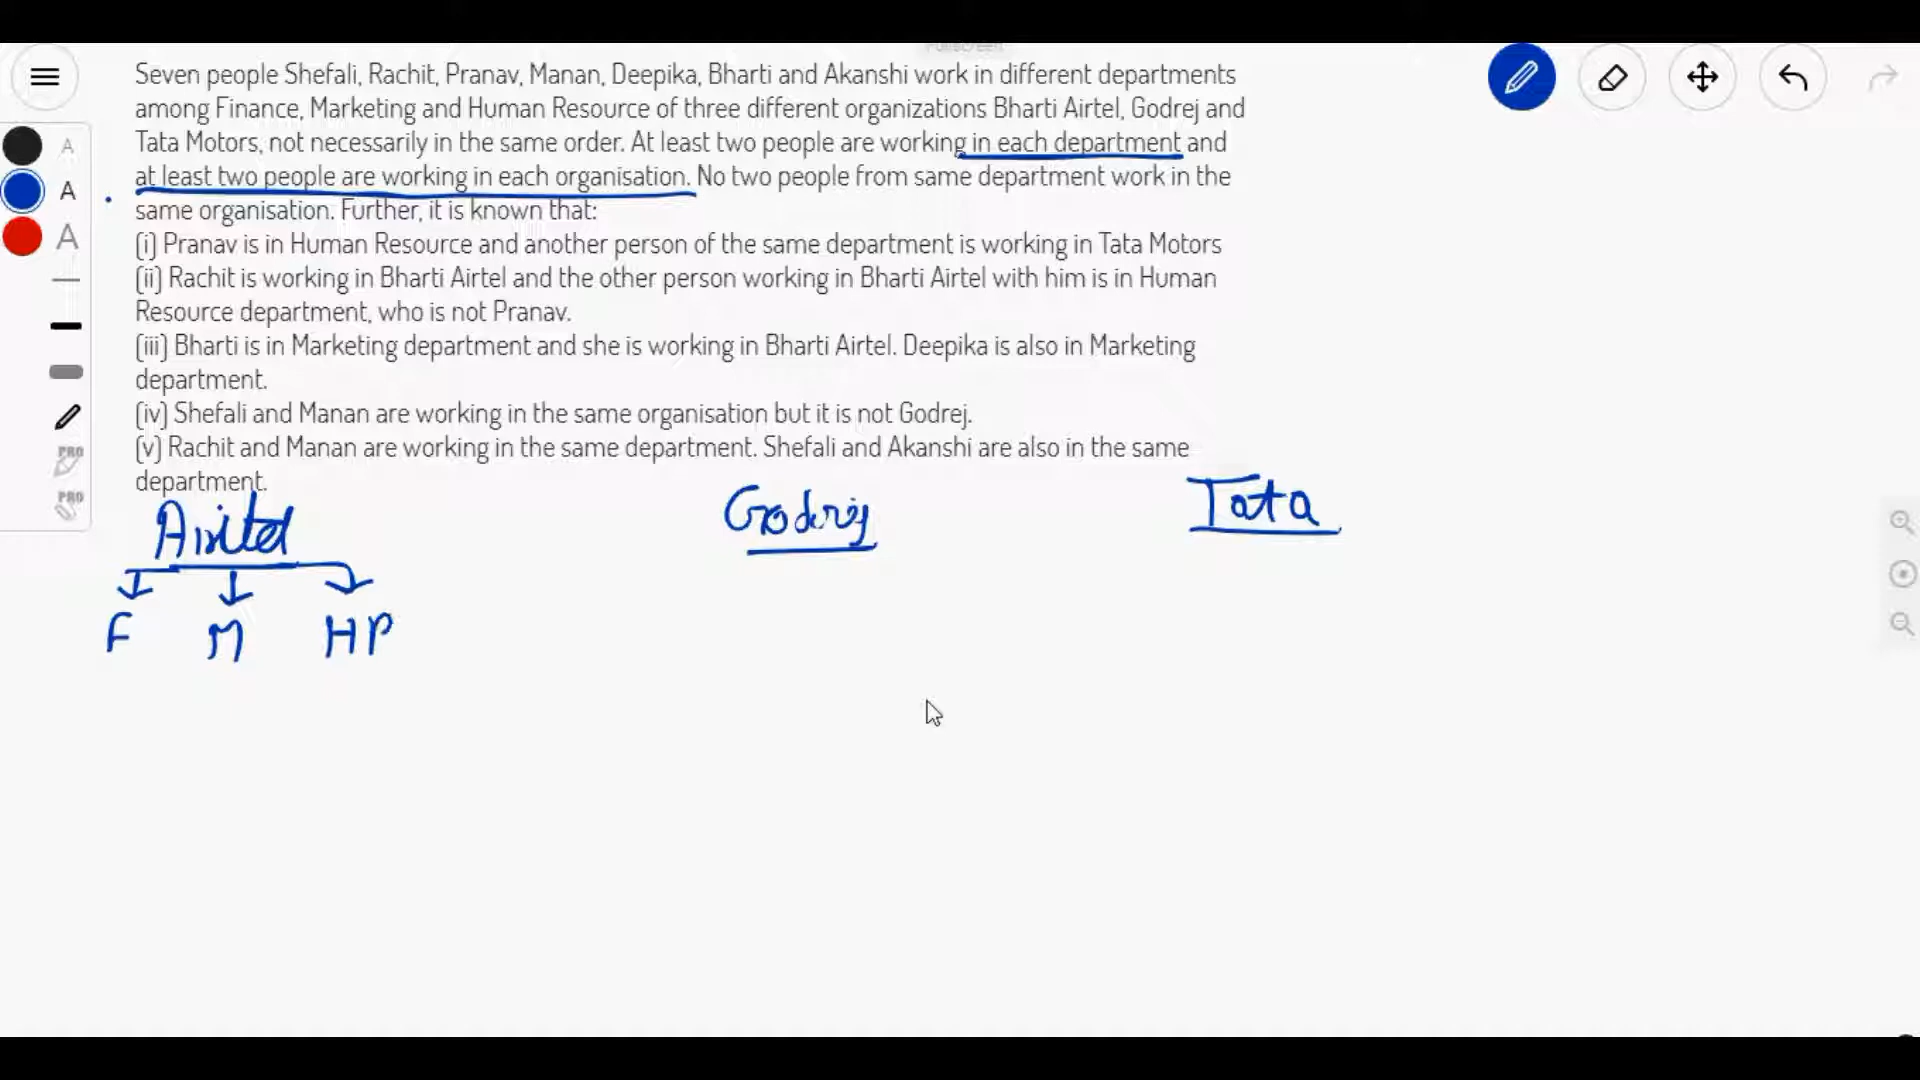 Fullscreen
Seven people Shefali, Rachit, Pranav, Manan, Deepika, Bharti and Akanshi work in different departments
among Finance, Marketing and Human Resource of three different organizations Bharti Airtel, Godrej and
Tata Motors, not necessarily in the same order. At least two people are working in each department and
at least two people are working in each organisation. No two people from same department work in the
same organisation. Further, it is known that:
(i) Pranav is in Human Resource and another person of the same department is working in Tata Motors
(ii) Rachit is working in Bharti Airtel and the other person working in Bharti Airtel with him is in Human
Resource department, who is not Pranav.
(iii) Bharti is in Marketing department and she is working in Bharti Airtel. Deepika is also in Marketing
department.
(iv) Shefali and Manan are working in the same organisation but it is not Godrej.
(v) Rachit and Manan are working in the same department. Shefali and Akanshi are also in the same
department.
A
A
A
PRO
PRO
Airtel Godrej Tata
F M HR